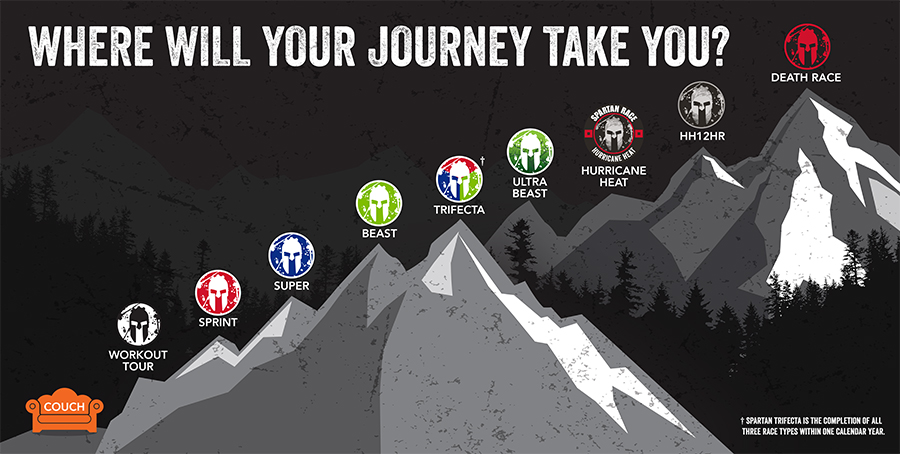 WHERE WILL YOUR JOURNEY TAKE YOU?
DEATH RACE
HH12HR
SPARTAN RACE
HURRICANE HEAT
HURRICANE
HEAT
ULTRA
BEAST
†
TRIFECTA
BEAST
SUPER
SPRINT
WORKOUT
TOUR
COUCH
† SPARTAN TRIFECTA IS THE COMPLETION OF ALL
THREE RACE TYPES WITHIN ONE CALENDAR YEAR.